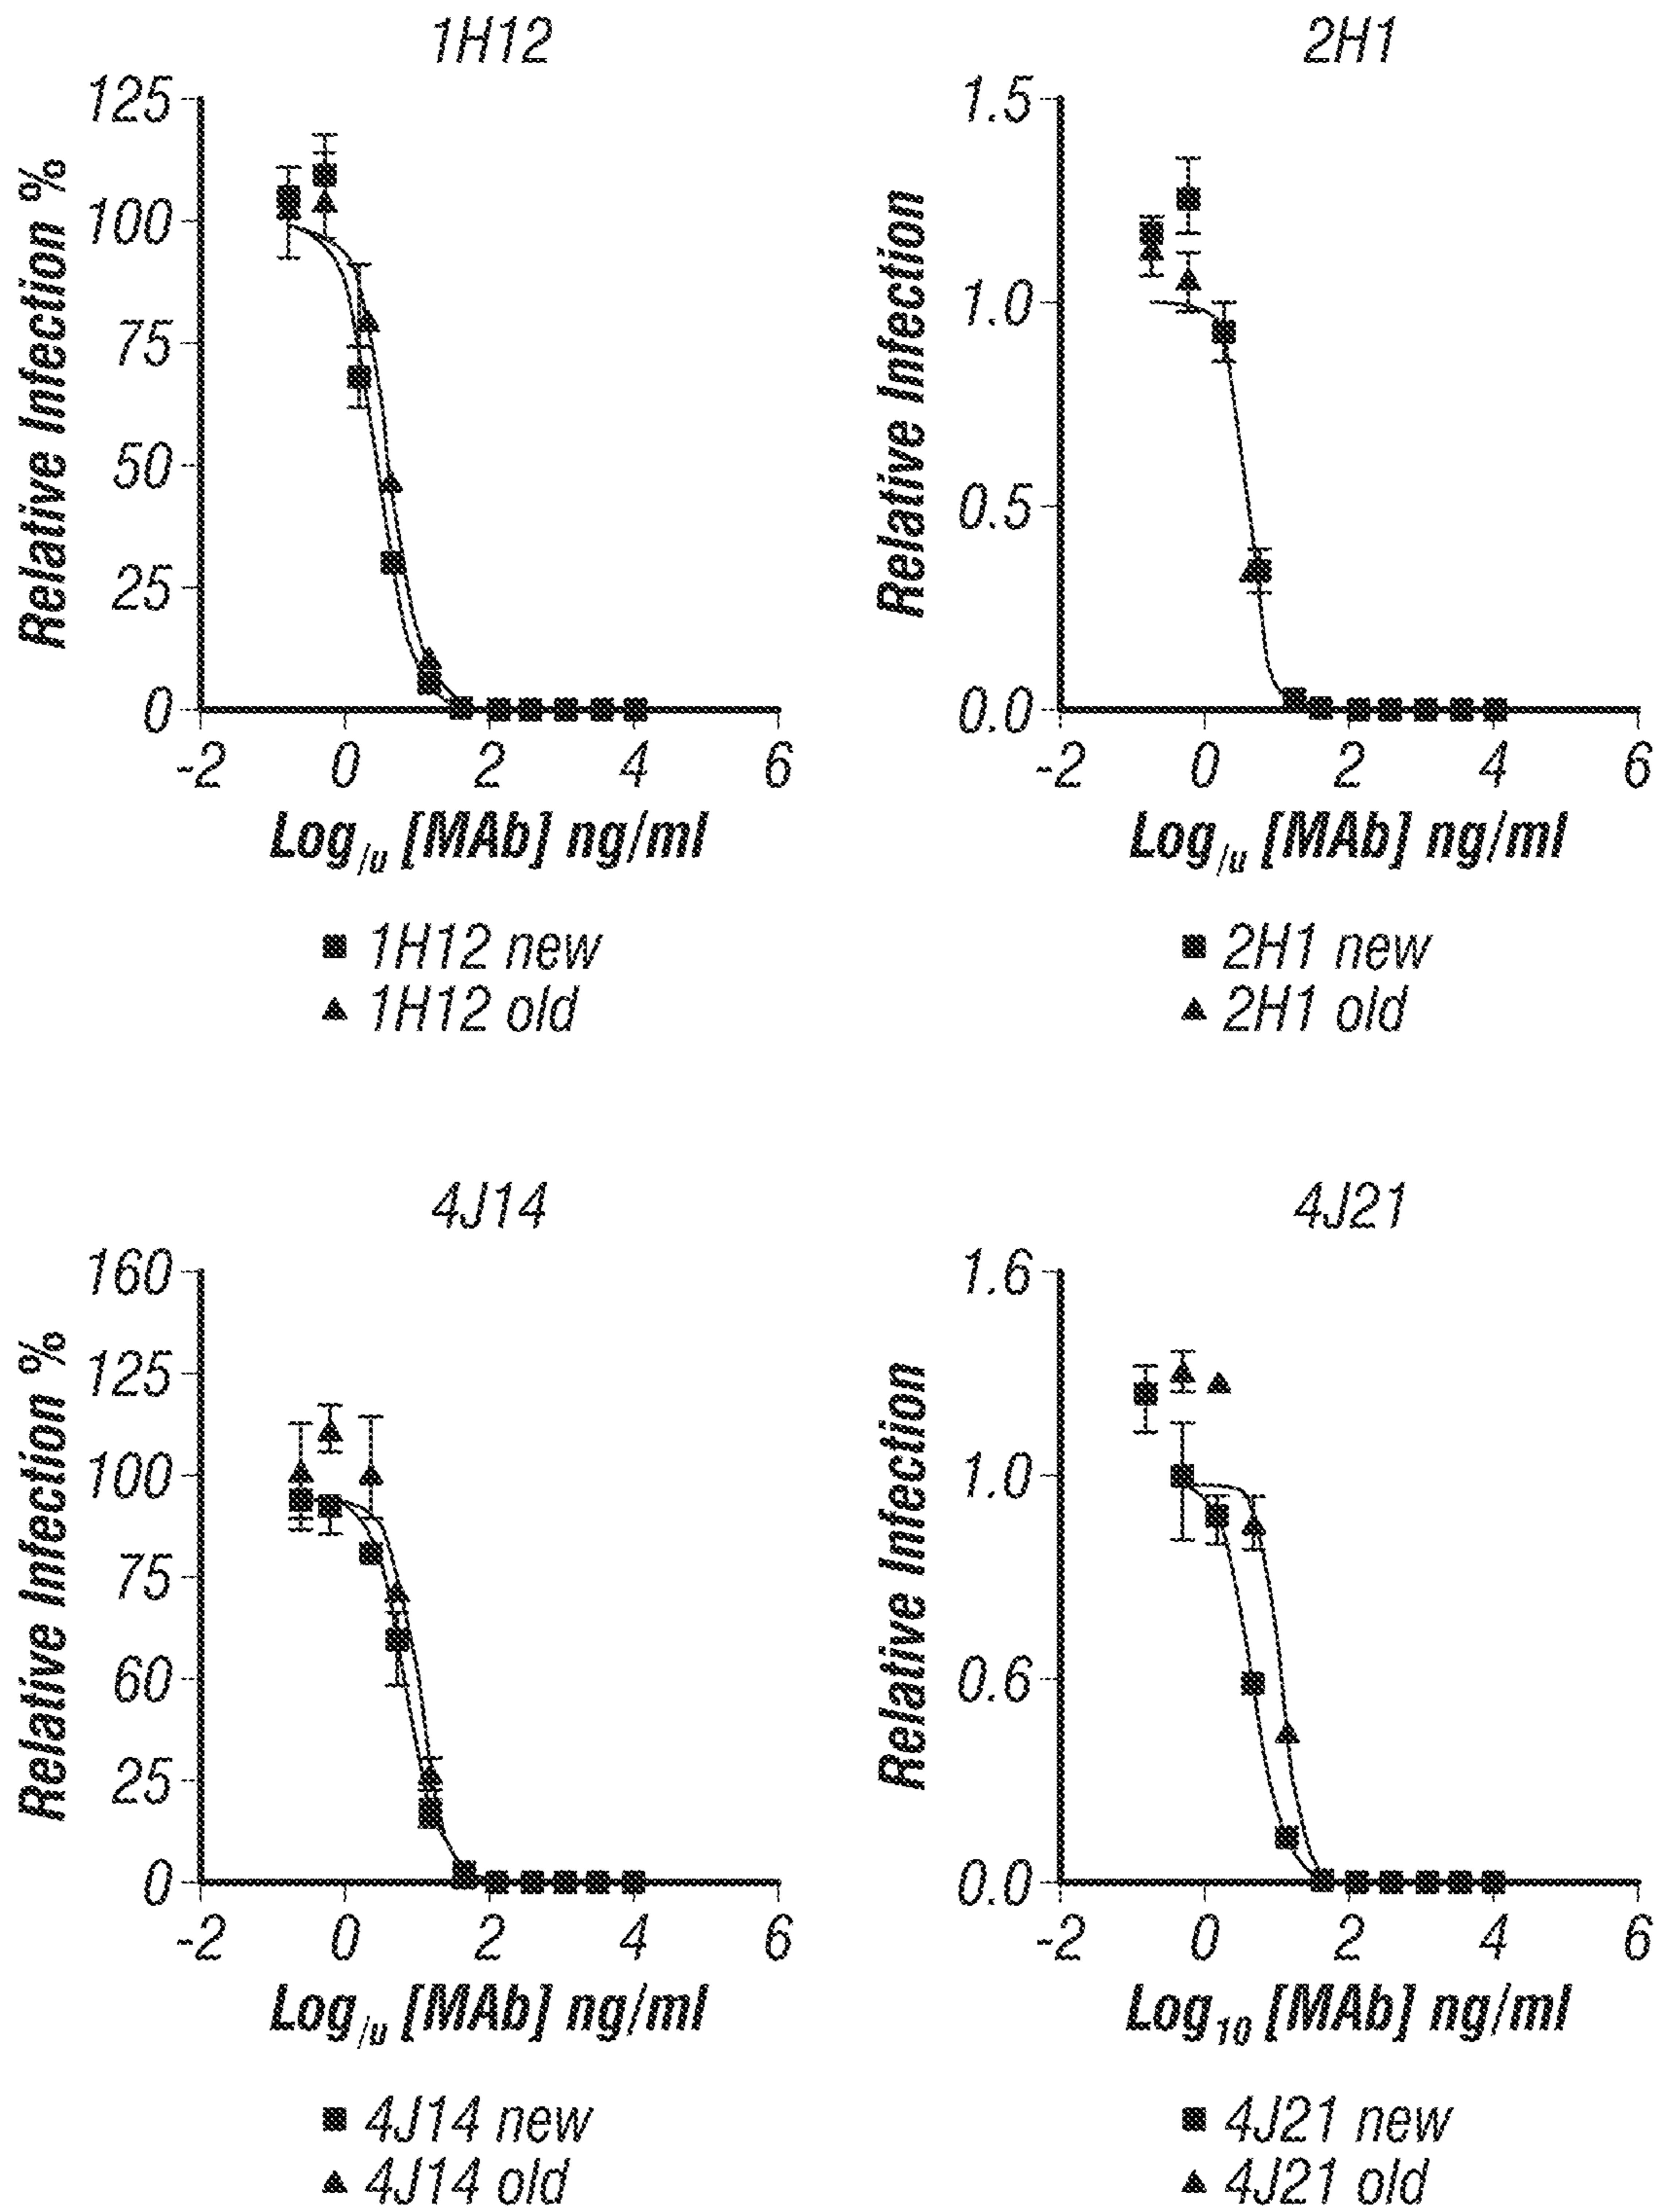 1H12
125
100
75
50
25
0
-2 0 2 4 6
Relative Infection %
Log/u [MAb] ng/ml
1H12 new
1H12 old
2H1
1.5
1.0
0.5
0.0
-2 0 2 4 6
Relative Infection
Log/u [MAb] ng/ml
2H1 new
2H1 old
4J14
160
125
100
75
60
25
0
-2 0 2 4 6
Relative Infection %
Log/u [MAb] ng/ml
4J14 new
4J14 old
4J21
1.6
1.0
0.6
0.0
-2 0 2 4 6
Relative Infection
Log10 [MAb] ng/ml
4J21 new
4J21 old